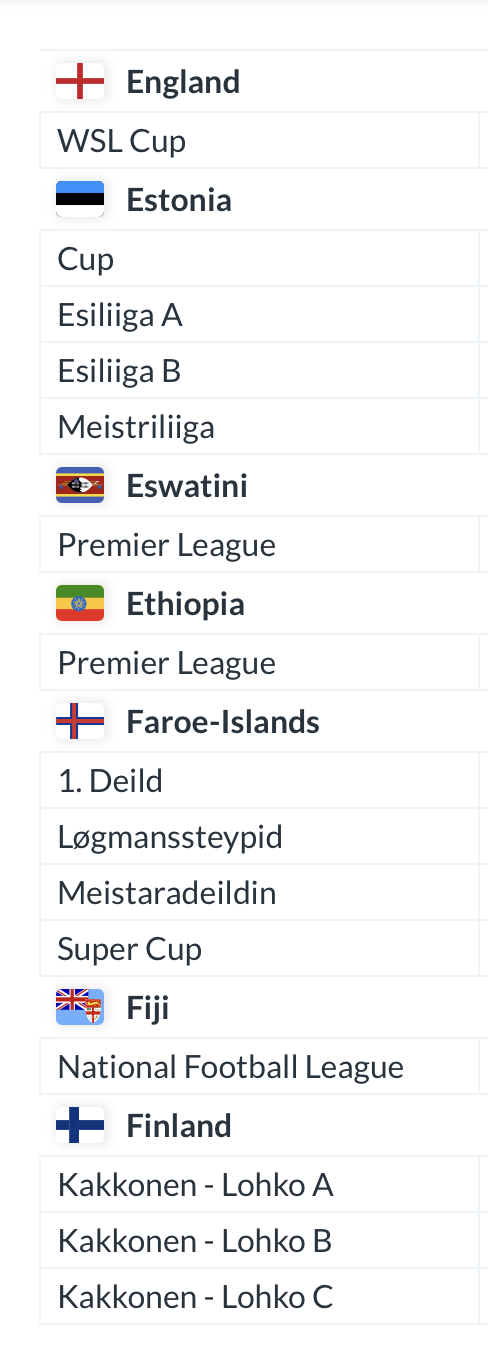 England
WSL Cup
Estonia
Cup
Esiliiga A
Esiliiga B
Meistriliiga
Eswatini
Premier League
Ethiopia
Premier League
Faroe-Islands
1. Deild
Løgmanssteypid
Meistaradeildin
Super Cup
Fiji
National Football League
Finland
Kakkonen - Lohko A
Kakkonen - Lohko B
Kakkonen - Lohko C